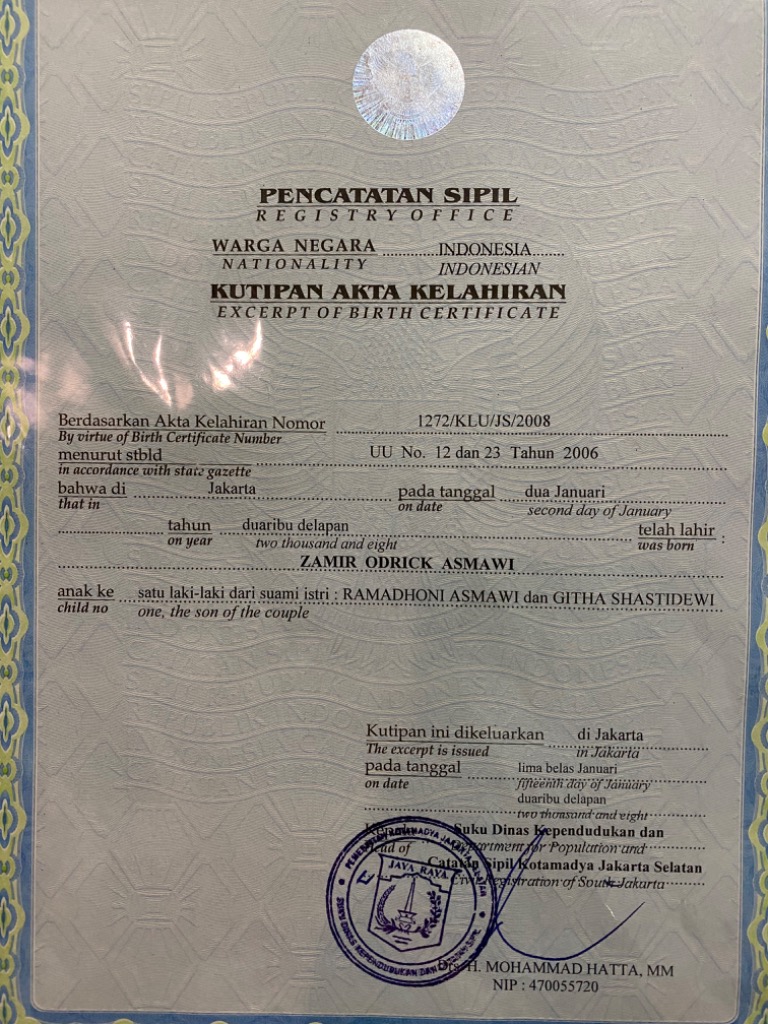 PENCATATAN SIPIL
REGISTRY OFFICE
WARGA NEGARA INDONESIA
NATIONALITY INDONESIAN
KUTIPAN AKTA KELAHIRAN
EXCERPT OF BIRTH CERTIFICATE
Berdasarkan Akta Kelahiran Nomor 1272/KLU/JS/2008
By virtue of Birth Certificate Number
menurut stbld UU No. 12 dan 23 Tahun 2006
in accordance with state gazette
bahwa di Jakarta pada tanggal dua Januari
that in on date second day of January
tahun duaribu delapan telah lahir :
on year two thousand and eight was born
ZAMIR ODRICK ASMAWI
anak ke satu laki-laki dari suami istri : RAMADHONI ASMAWI dan GITHA SHASTIDEWI
child no one, the son of the couple
Kutipan ini dikeluarkan di Jakarta
The excerpt is issued in Jakarta
pada tanggal lima belas Januari
on date fifteenth day of January
duaribu delapan
two thousand and eight
Kepala Suku Dinas Kependudukan dan
Head of Department for Population and
Catatan Sipil Kotamadya Jakarta Selatan
Civil Registration of South Jakarta
JAYA RAYA
SUKU DINAS KEPENDUDUKAN DAN CATATAN SIPIL
Drs. H. MOHAMMAD HATTA, MM
NIP : 470055720